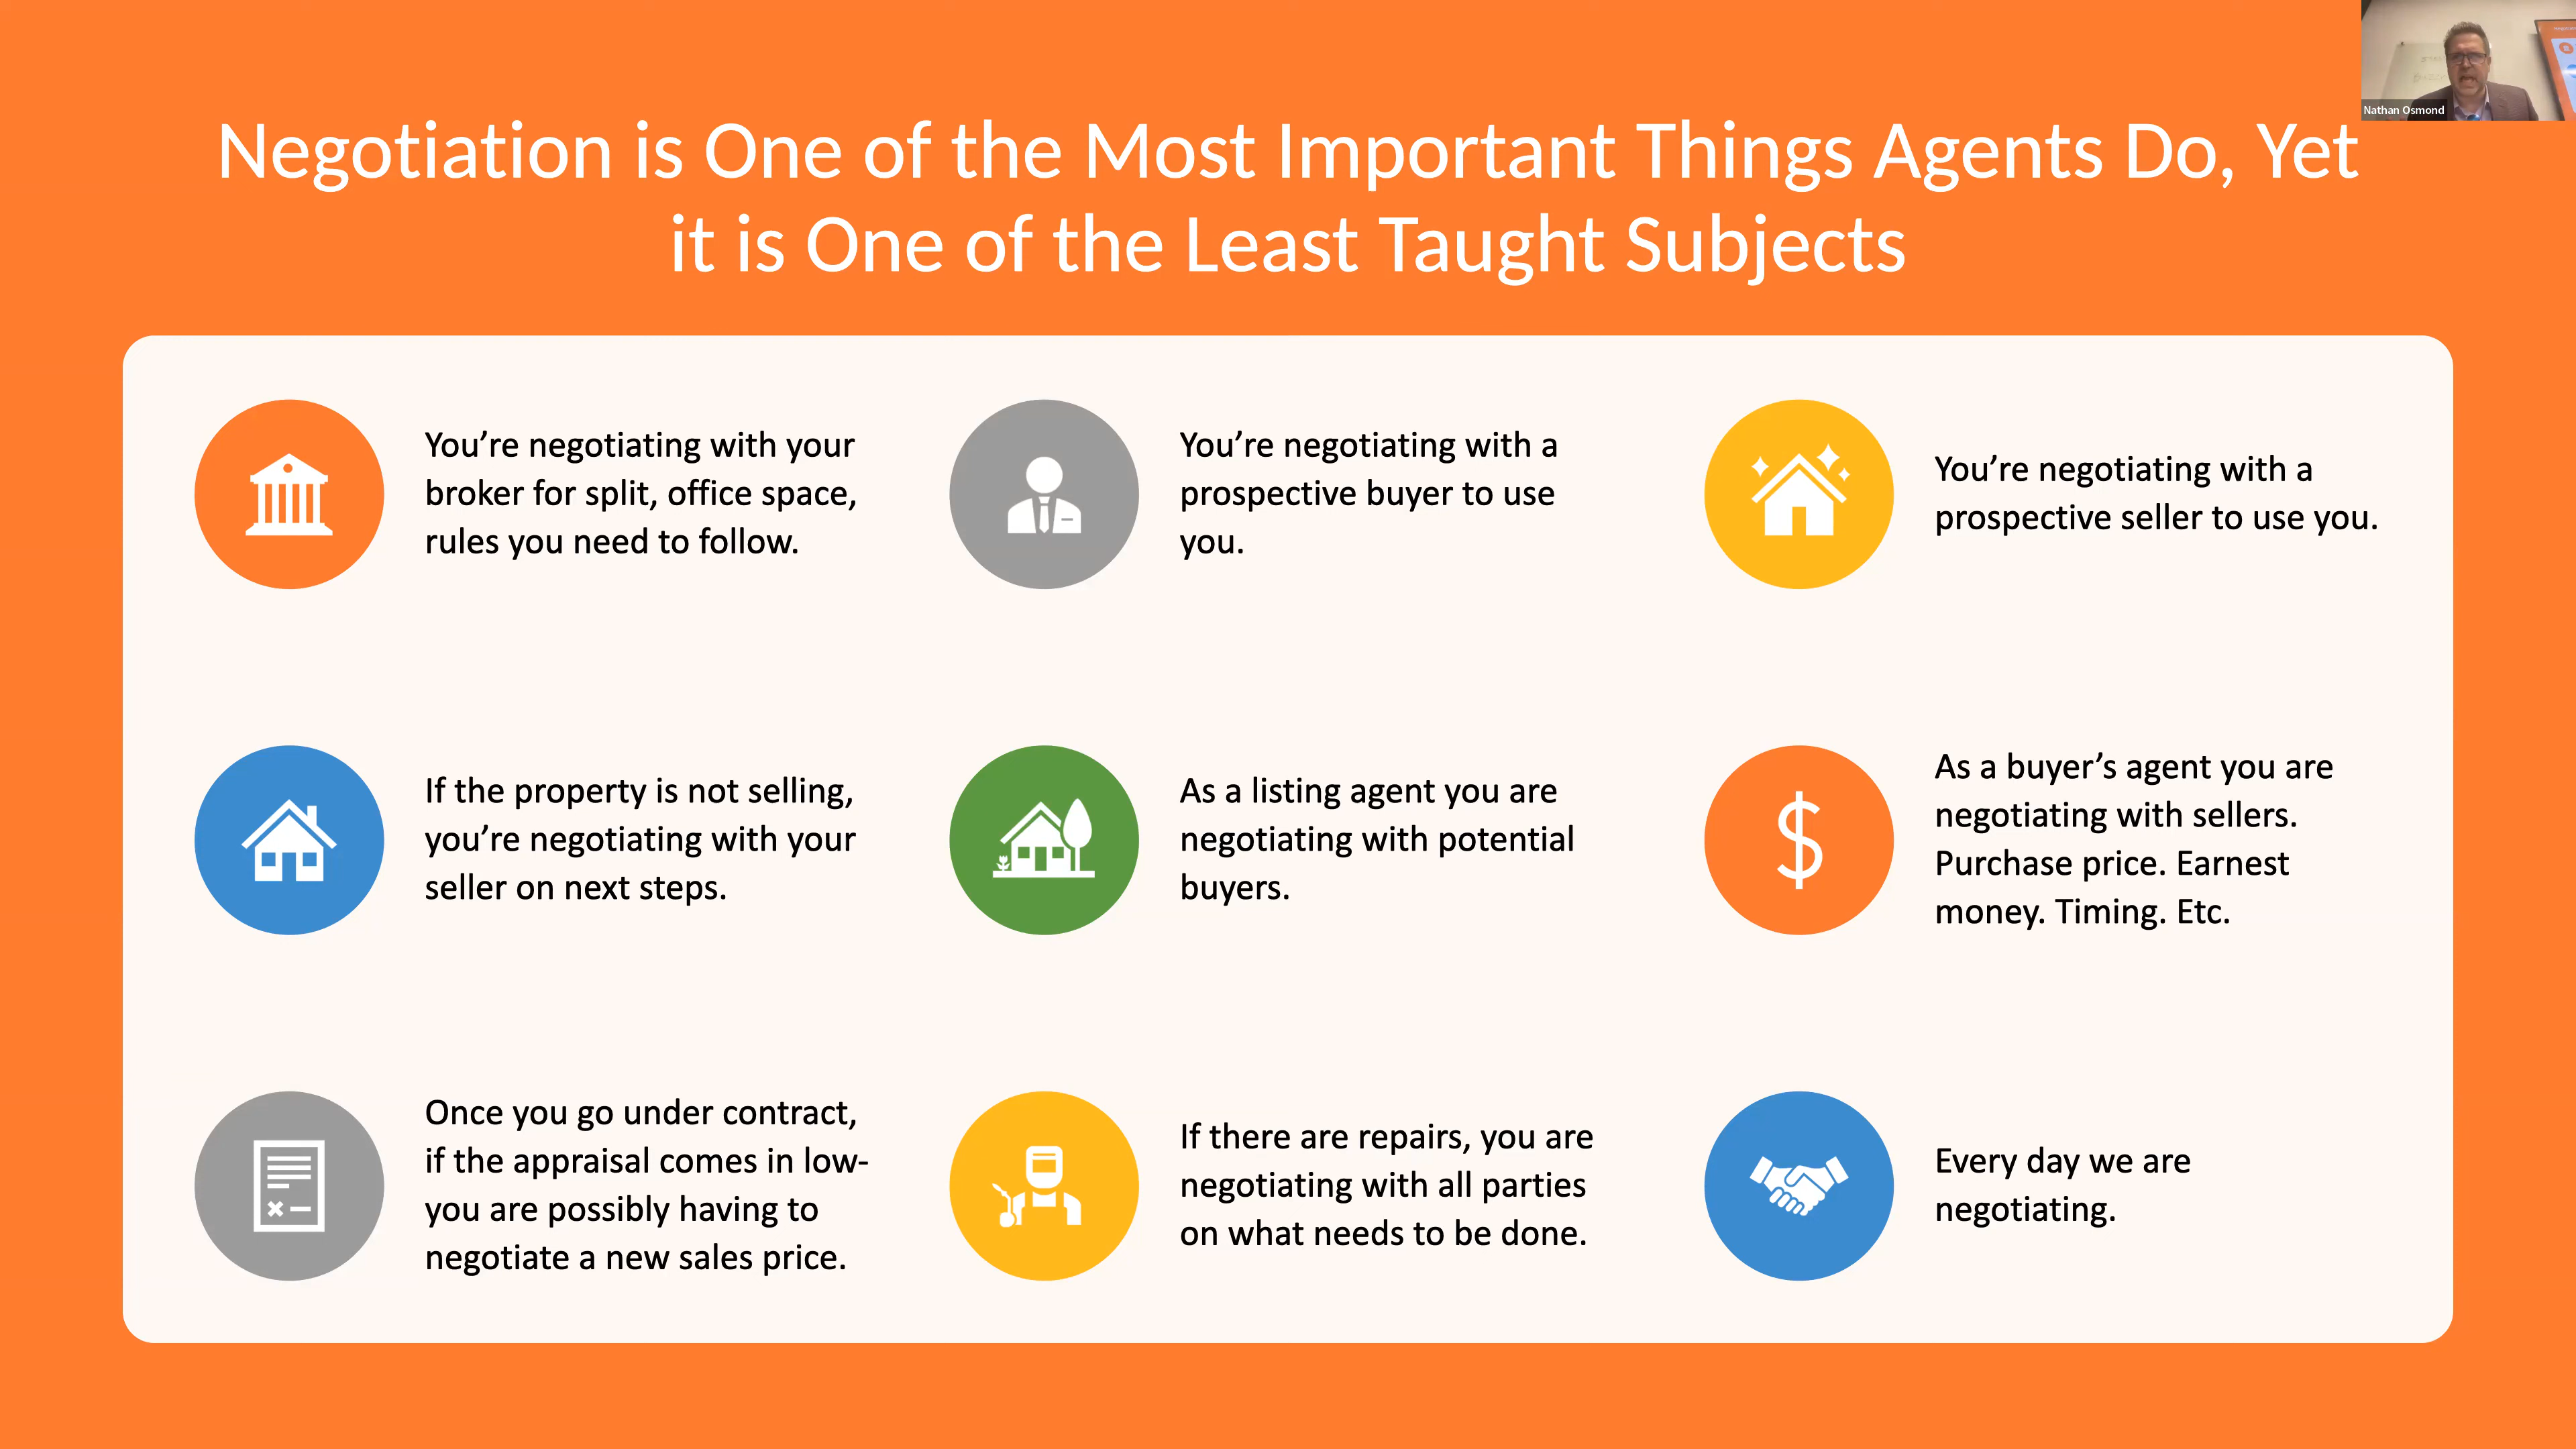 Negotiation is One of the Most Important Things Agents Do, Yet
it is One of the Least Taught Subjects
Nathan Osmond
You’re negotiating with your
broker for split, office space,
rules you need to follow.
You’re negotiating with a
prospective buyer to use
you.
You’re negotiating with a
prospective seller to use you.
If the property is not selling,
you’re negotiating with your
seller on next steps.
As a listing agent you are
negotiating with potential
buyers.
As a buyer’s agent you are
negotiating with sellers.
Purchase price. Earnest
money. Timing. Etc.
Once you go under contract,
if the appraisal comes in low-
you are possibly having to
negotiate a new sales price.
If there are repairs, you are
negotiating with all parties
on what needs to be done.
Every day we are
negotiating.